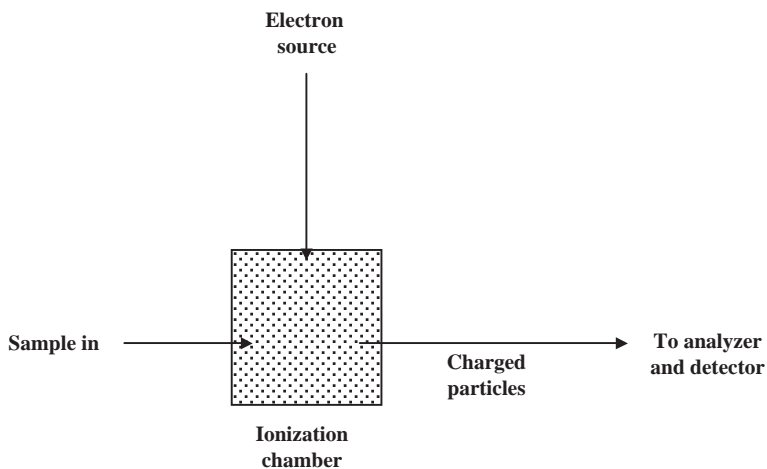 Electron
source
Sample in
Charged
particles
To analyzer
and detector
Ionization
chamber